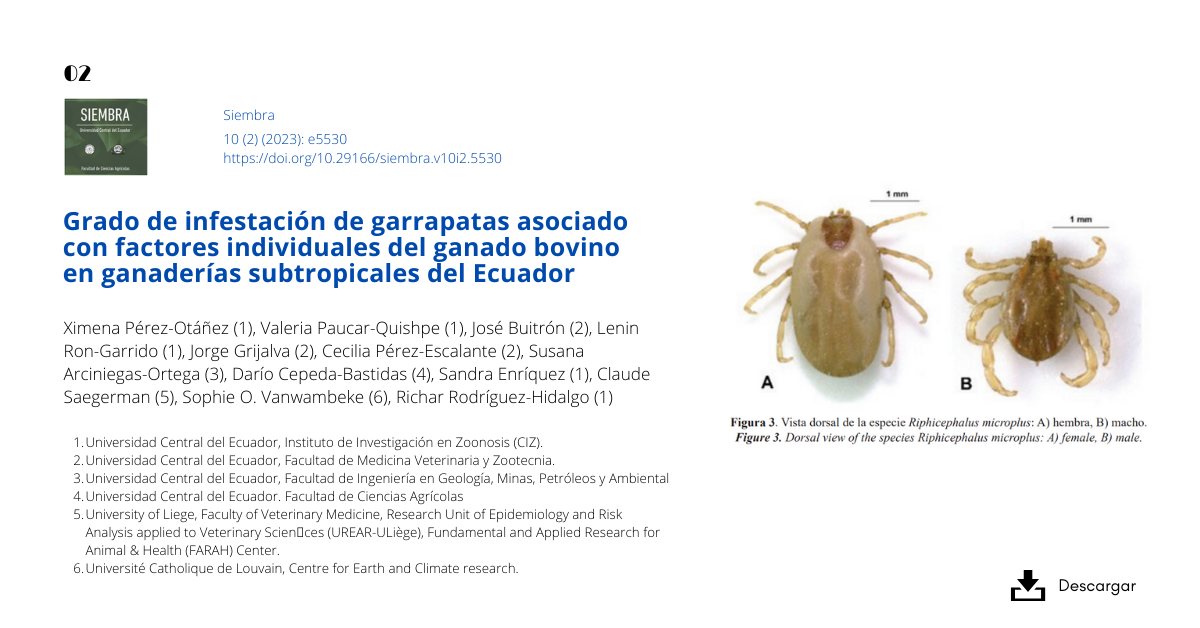 02
SIEMBRA
Universidad Central del Ecuador
Facultad de Ciencias Agrícolas
Siembra
10 (2) (2023): e5530
https://doi.org/10.29166/siembra.v10i2.5530
Grado de infestación de garrapatas asociado
con factores individuales del ganado bovino
en ganaderías subtropicales del Ecuador
Ximena Pérez-Otáñez (1), Valeria Paucar-Quishpe (1), José Buitrón (2), Lenin
Ron-Garrido (1), Jorge Grijalva (2), Cecilia Pérez-Escalante (2), Susana
Arciniegas-Ortega (3), Darío Cepeda-Bastidas (4), Sandra Enríquez (1), Claude
Saegerman (5), Sophie O. Vanwambeke (6), Richar Rodríguez-Hidalgo (1)
1. Universidad Central del Ecuador, Instituto de Investigación en Zoonosis (CIZ).
2. Universidad Central del Ecuador, Facultad de Medicina Veterinaria y Zootecnia.
3. Universidad Central del Ecuador, Facultad de Ingeniería en Geología, Minas, Petróleos y Ambiental
4. Universidad Central del Ecuador. Facultad de Ciencias Agrícolas
5. University of Liege, Faculty of Veterinary Medicine, Research Unit of Epidemiology and Risk
Analysis applied to Veterinary Scien▯ces (UREAR-ULiège), Fundamental and Applied Research for
Animal & Health (FARAH) Center.
6. Université Catholique de Louvain, Centre for Earth and Climate research.
1 mm
1 mm
A
B
Figura 3. Vista dorsal de la especie Riphicephalus microplus: A) hembra, B) macho.
Figure 3. Dorsal view of the species Riphicephalus microplus: A) female, B) male.
Descargar